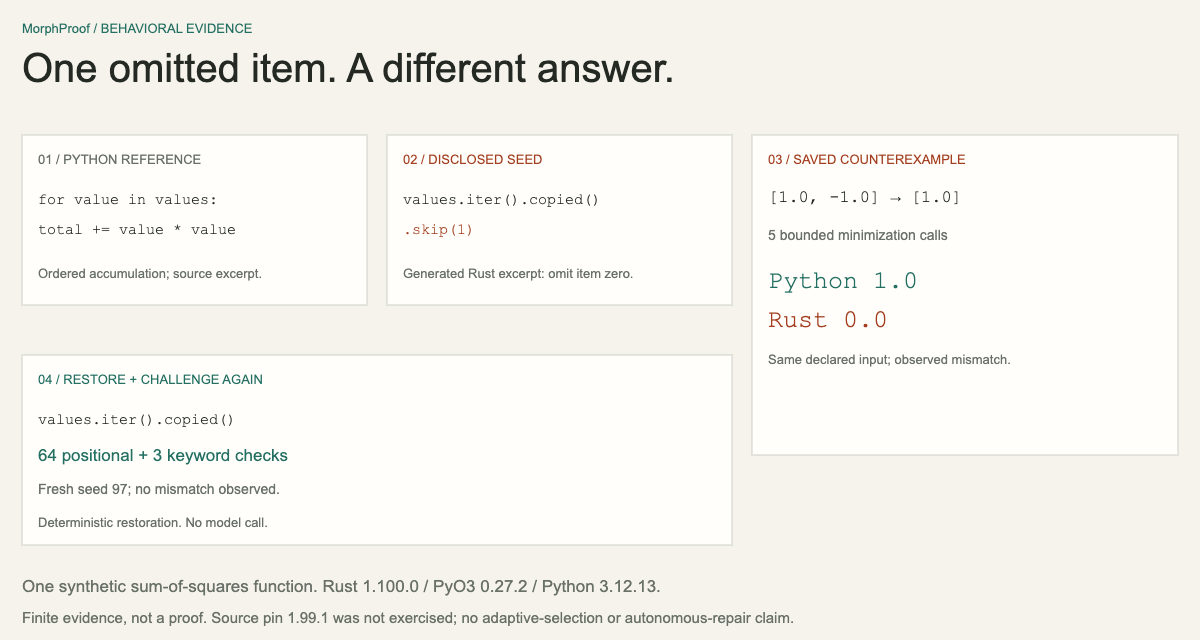 MorphProof / BEHAVIORAL EVIDENCE
One omitted item. A different answer.
01 / PYTHON REFERENCE
for value in values:
total += value * value
Ordered accumulation; source excerpt.
02 / DISCLOSED SEED
values.iter().copied()
.skip(1)
Generated Rust excerpt: omit item zero.
03 / SAVED COUNTEREXAMPLE
[1.0, -1.0] → [1.0]
5 bounded minimization calls
Python 1.0
Rust 0.0
Same declared input; observed mismatch.
04 / RESTORE + CHALLENGE AGAIN
values.iter().copied()
64 positional + 3 keyword checks
Fresh seed 97; no mismatch observed.
Deterministic restoration. No model call.
One synthetic sum-of-squares function. Rust 1.100.0 / PyO3 0.27.2 / Python 3.12.13.
Finite evidence, not a proof. Source pin 1.99.1 was not exercised; no adaptive-selection or autonomous-repair claim.